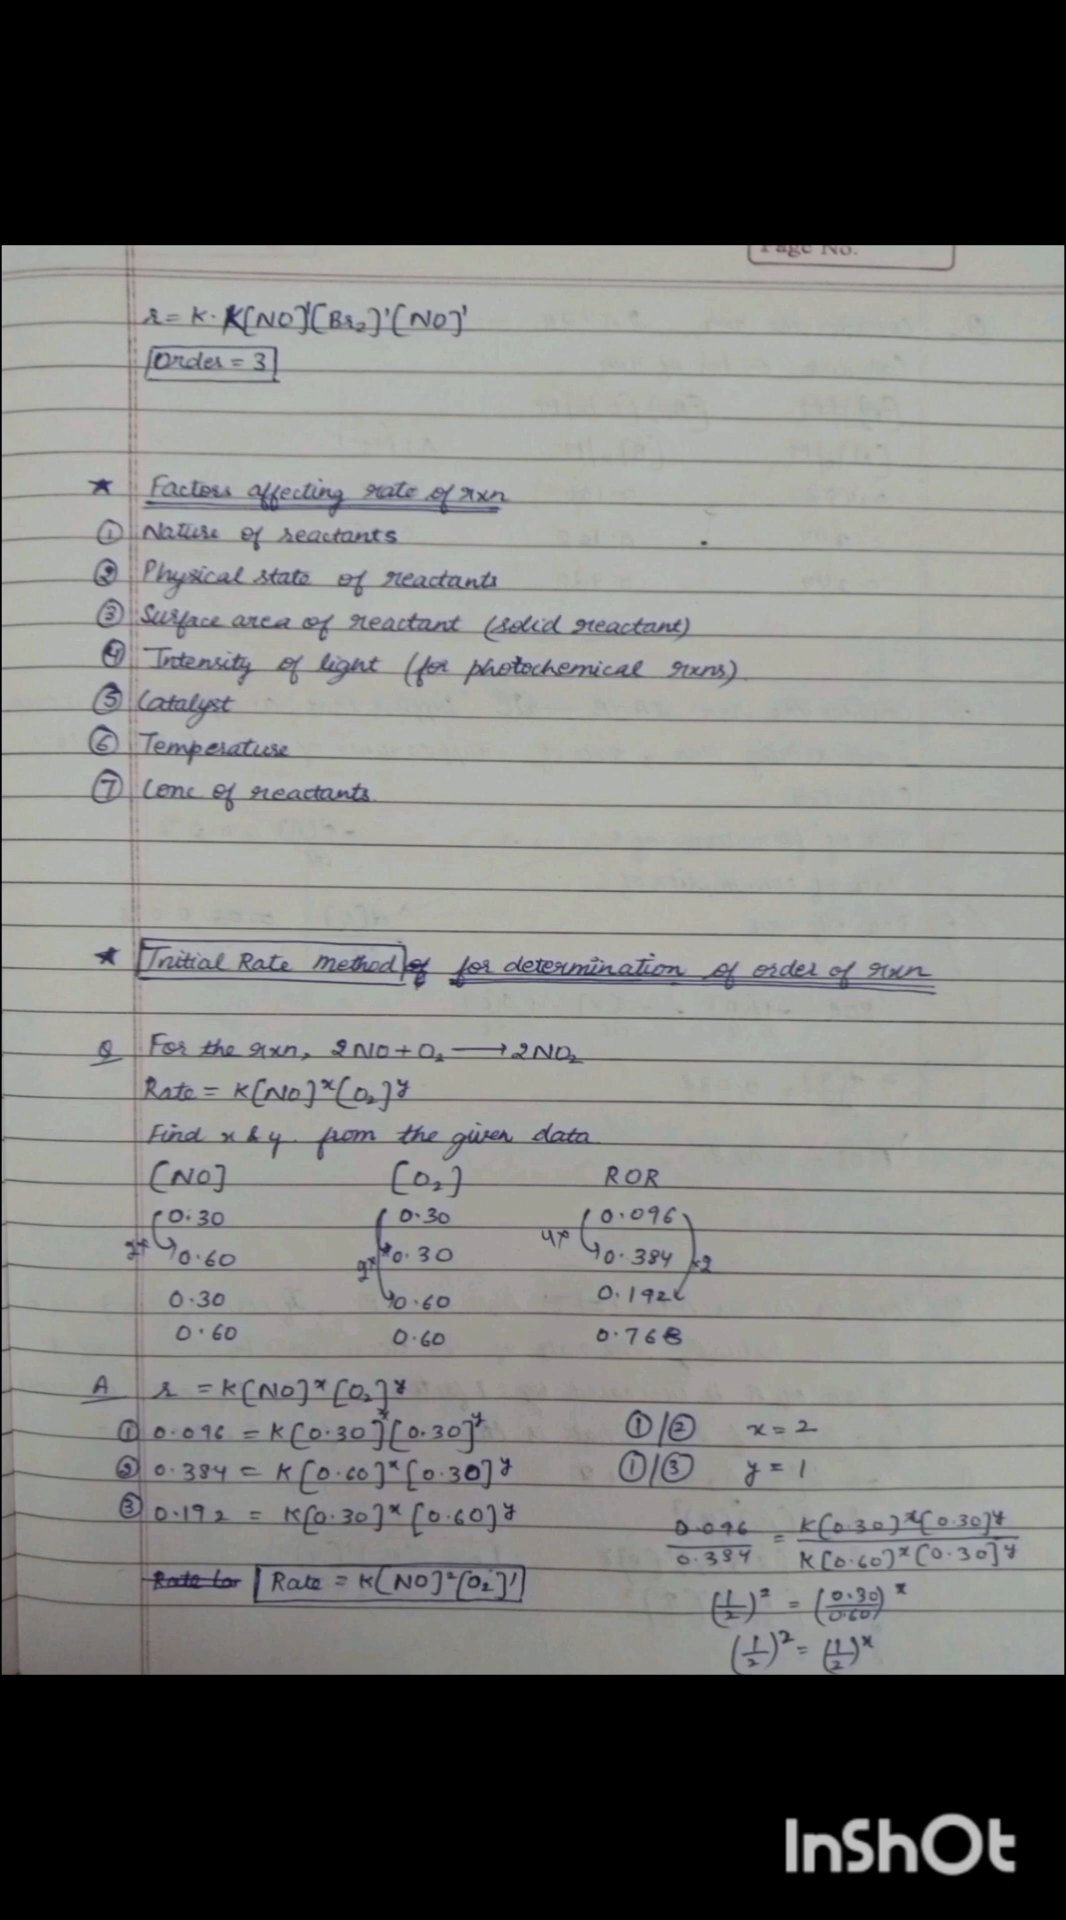 Page No.
r = K. K[NO]¹[Br₂]¹[NO]¹
Order = 3
★ Factors affecting rate of rxn
① Nature of reactants
② Physical state of reactants
③ Surface area of reactant (solid reactant)
④ Intensity of light (for photochemical rxns)
⑤ Catalyst
⑥ Temperature
⑦ Conc of reactants.
★ Initial Rate Method of for determination of order of rxn
Q For the rxn, 2NO + O₂ ⟶ 2NO₂
Rate = K[NO]ˣ[O₂]ʸ
Find x & y from the given data
[NO] [O₂] ROR
0.30 0.30 0.096
2× 0.60 0.30 4× 0.384 ×2
0.30 2× 0.60 0.192
0.60 0.60 0.768
A r = K[NO]ˣ[O₂]ʸ
① 0.096 = K[0.30]ˣ[0.30]ʸ ①/② x = 2
② 0.384 = K[0.60]ˣ[0.30]ʸ ①/③ y = 1
③ 0.192 = K[0.30]ˣ[0.60]ʸ
0.096/0.384 = K[0.30]ˣ[0.30]ʸ/K[0.60]ˣ[0.30]ʸ
Rate = K[NO]²[O₂]¹
(1/2)² = (0.30/0.60)ˣ
(1/2)² = (1/2)ˣ
InShOt